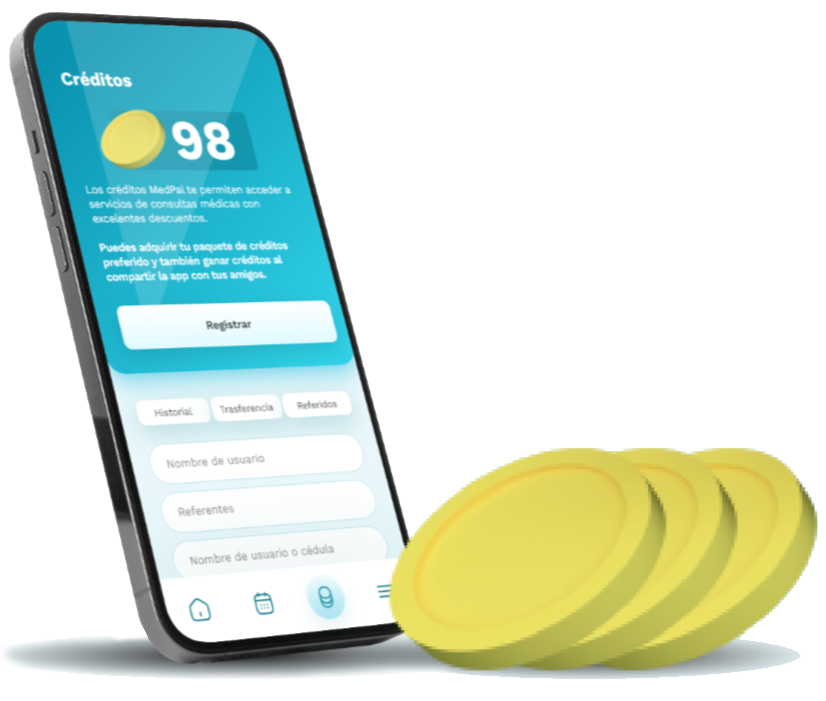 Créditos
98
Los créditos MedPal te permiten acceder a
servicios de consultas médicas con
excelentes descuentos.
Puedes adquirir tu paquete de créditos
preferido y también ganar créditos al
compartir la app con tus amigos.
Registrar
Historial Trasferencia Referidos
Nombre de usuario
Referentes
Nombre de usuario o cédula